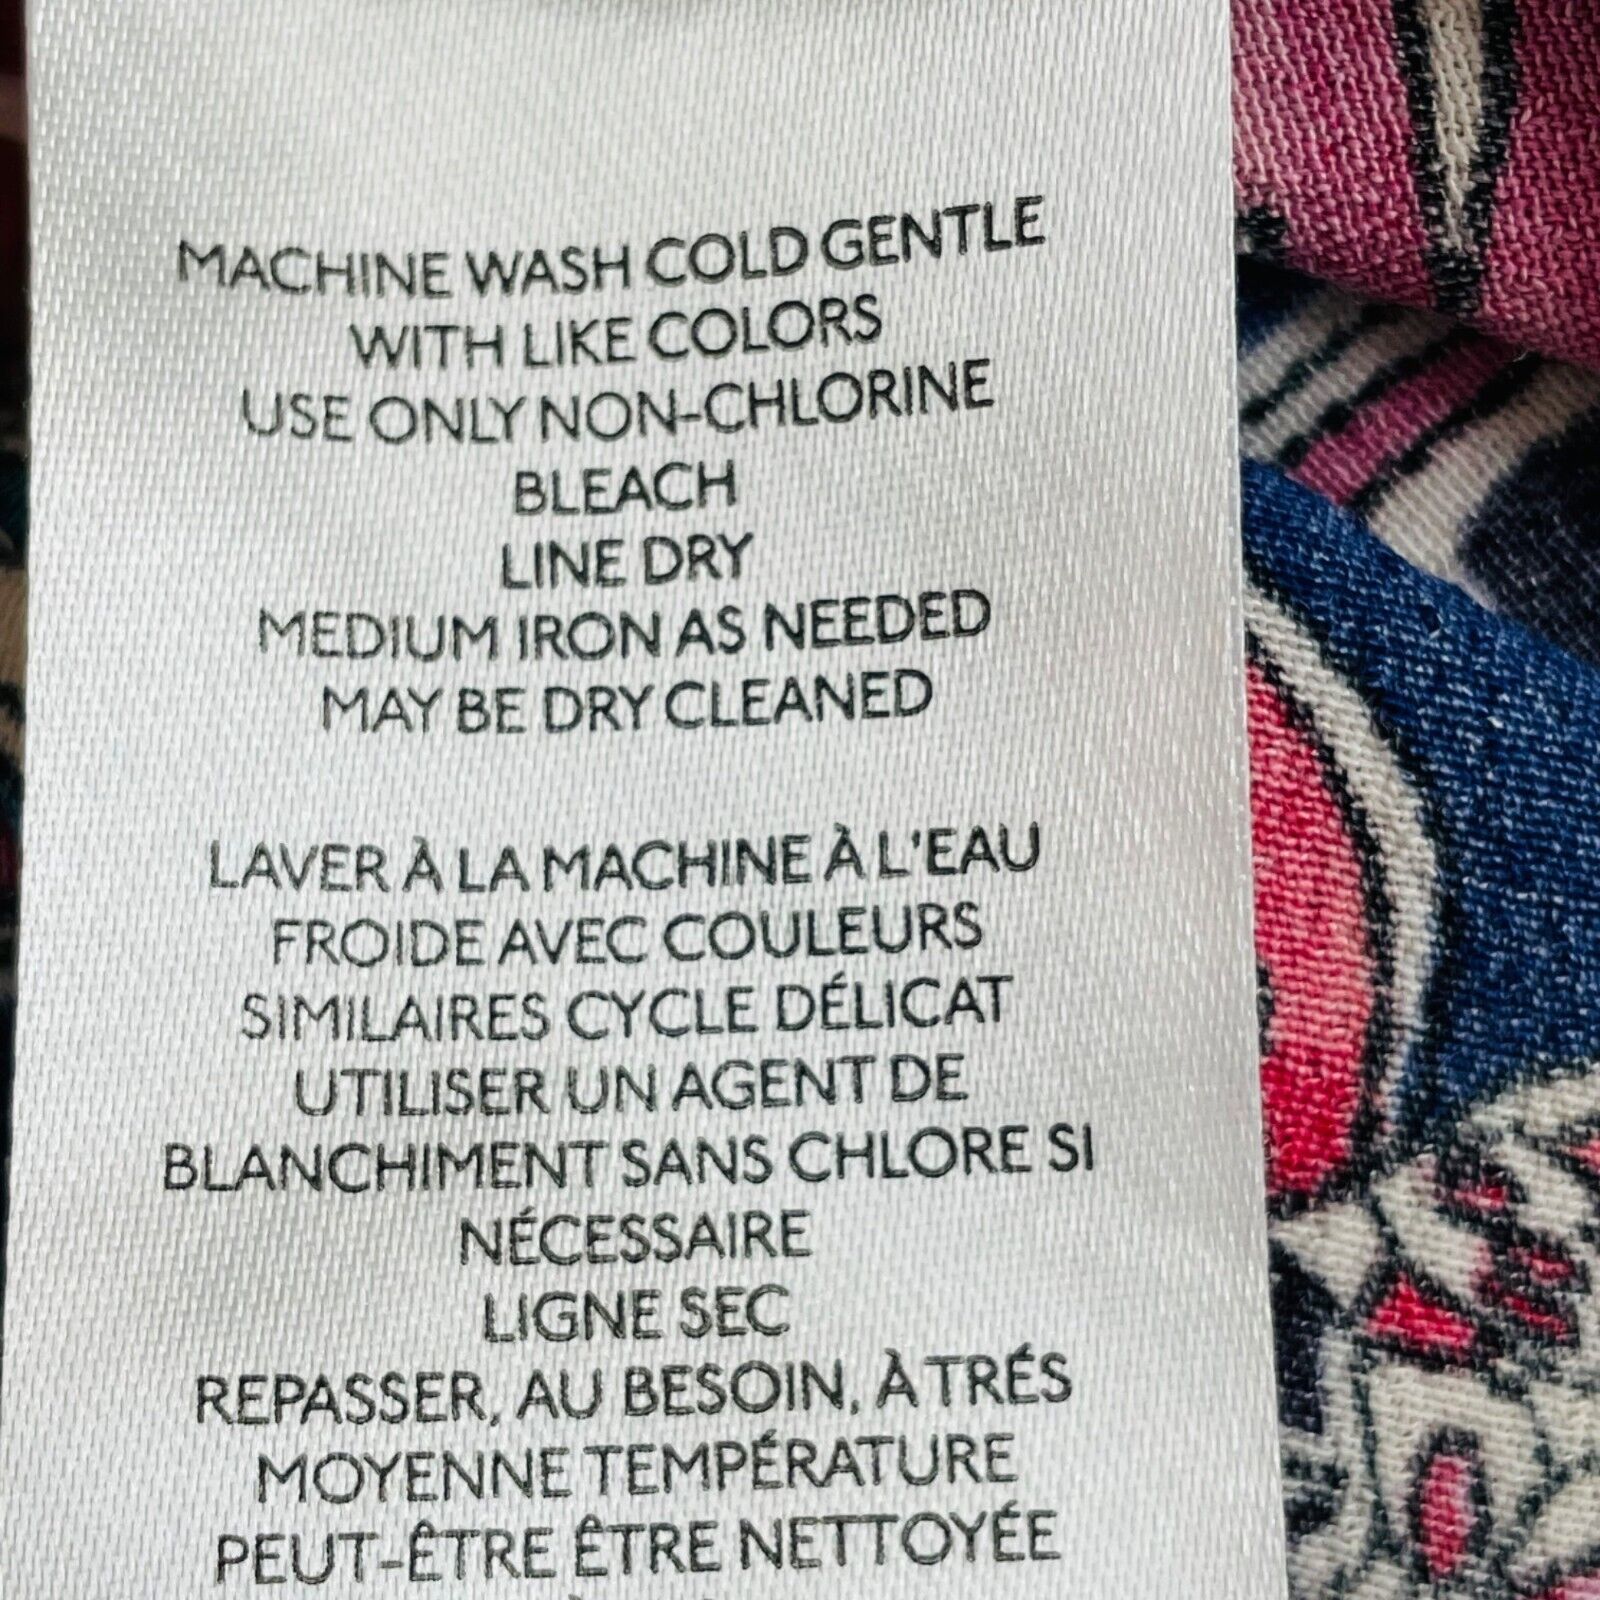 MACHINE WASH COLD GENTLE
WITH LIKE COLORS
USE ONLY NON-CHLORINE
BLEACH
LINE DRY
MEDIUM IRON AS NEEDED
MAY BE DRY CLEANED
LAVER À LA MACHINE À L'EAU
FROIDE AVEC COULEURS
SIMILAIRES CYCLE DÉLICAT
UTILISER UN AGENT DE
BLANCHIMENT SANS CHLORE SI
NÉCESSAIRE
LIGNE SEC
REPASSER, AU BESOIN, À TRÉS
MOYENNE TEMPÉRATURE
PEUT-ÊTRE ÊTRE NETTOYÉE